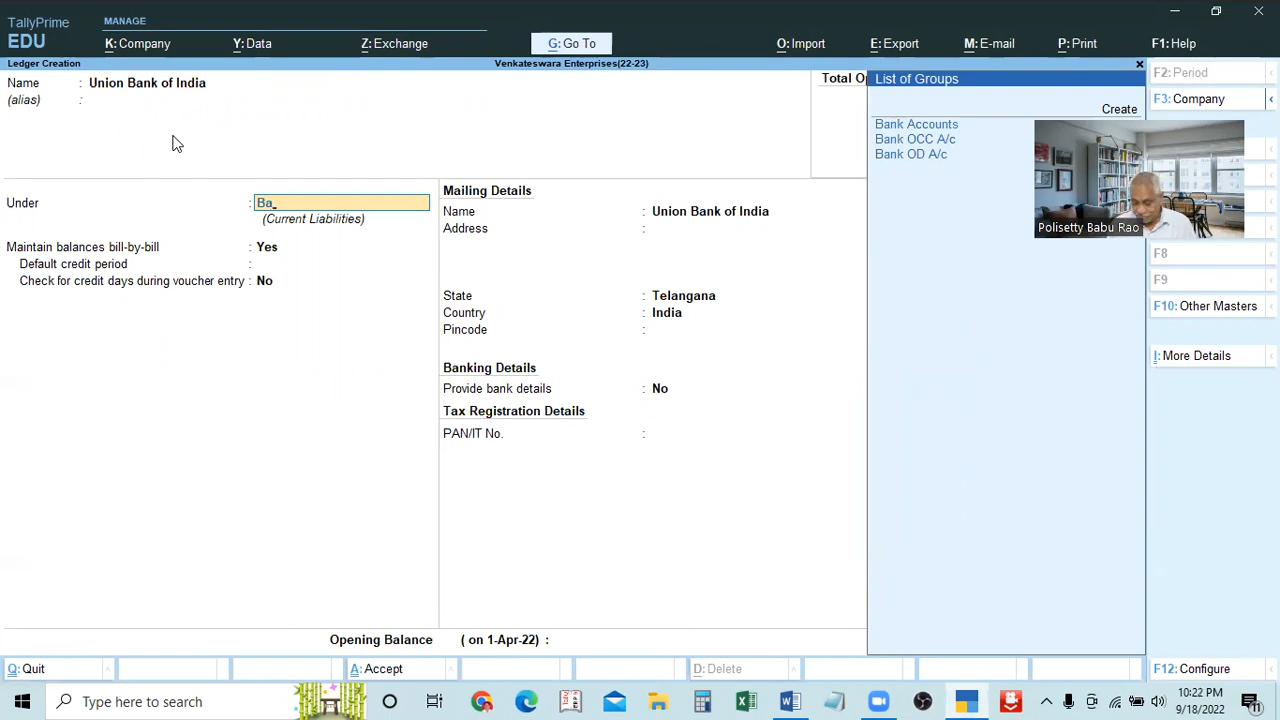 TallyPrime
EDU
MANAGE
K: Company
Y: Data
Z: Exchange
G: Go To
O: Import
E: Export
M: E-mail
P: Print
F1: Help
Ledger Creation
Venkateswara Enterprises(22-23)
Name : Union Bank of India
(alias) :
Total Op
Under : Ba_
(Current Liabilities)
Maintain balances bill-by-bill : Yes
Default credit period :
Check for credit days during voucher entry : No
Mailing Details
Name : Union Bank of India
Address :
State : Telangana
Country : India
Pincode :
Banking Details
Provide bank details : No
Tax Registration Details
PAN/IT No. :
Opening Balance ( on 1-Apr-22) :
List of Groups
Create
Bank Accounts
Bank OCC A/c
Bank OD A/c
Polisetty Babu Rao
F2: Period
F3: Company
F8
F9
F10: Other Masters
I: More Details
Q: Quit
A: Accept
D: Delete
F12: Configure
Type here to search
10:22 PM
9/18/2022